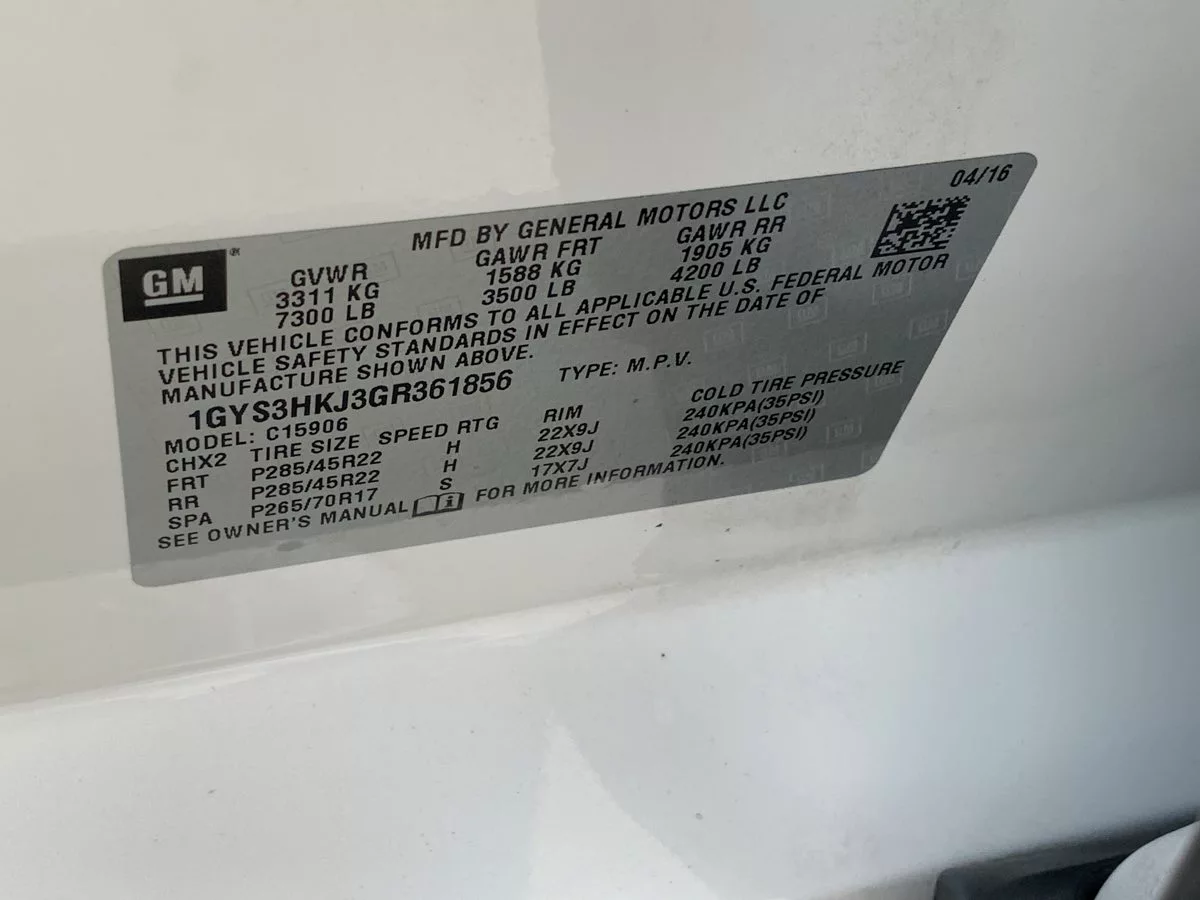 04/16
MFD BY GENERAL MOTORS LLC
GM ®
GVWR GAWR FRT GAWR RR
3311 KG 1588 KG 1905 KG
7300 LB 3500 LB 4200 LB
THIS VEHICLE CONFORMS TO ALL APPLICABLE U.S. FEDERAL MOTOR
VEHICLE SAFETY STANDARDS IN EFFECT ON THE DATE OF
MANUFACTURE SHOWN ABOVE.
1GYS3HKJ3GR361856 TYPE: M.P.V.
MODEL: C15906
CHX2 TIRE SIZE SPEED RTG RIM COLD TIRE PRESSURE
FRT P285/45R22 H 22X9J 240KPA(35PSI)
RR P285/45R22 H 22X9J 240KPA(35PSI)
SPA P265/70R17 S 17X7J 240KPA(35PSI)
SEE OWNER'S MANUAL i FOR MORE INFORMATION.